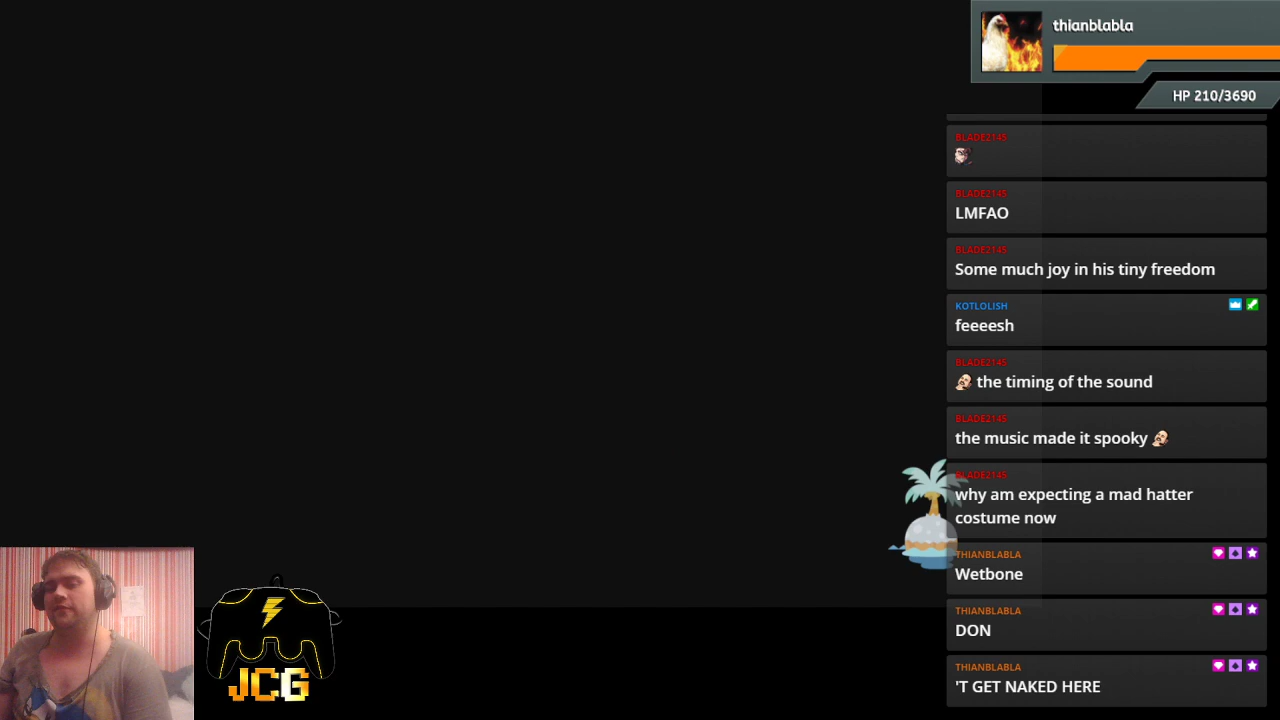 thianblabla
HP 210/3690
BLADE2145
BLADE2145
LMFAO
BLADE2145
Some much joy in his tiny freedom
KOTLOLISH
feeeesh
BLADE2145
the timing of the sound
BLADE2145
the music made it spooky
BLADE2145
why am expecting a mad hatter
costume now
THIANBLABLA
Wetbone
THIANBLABLA
DON
THIANBLABLA
'T GET NAKED HERE
JCG